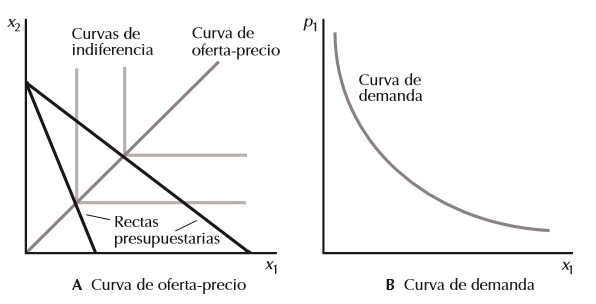 x2
Curvas de
indiferencia
Curva de
oferta-precio
Rectas
presupuestarias
x1
A Curva de oferta-precio
p1
Curva de
demanda
x1
B Curva de demanda